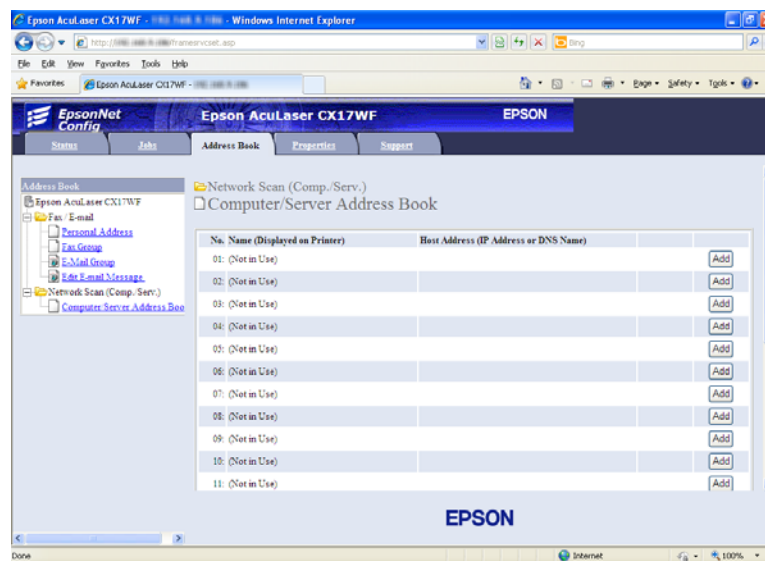 Epson AcuLaser CX17WF - - Windows Internet Explorer
http:// /framesrvcset.asp
Bing
File Edit View Favorites Tools Help
Favorites Epson AcuLaser CX17WF - Page Safety Tools
EpsonNet Config
Epson AcuLaser CX17WF
EPSON
Status Jobs Address Book Properties Support
Address Book
Epson AcuLaser CX17WF
Fax / E-mail
Personal Address
Fax Group
E-Mail Group
Edit E-mail Message
Network Scan (Comp./Serv.)
Computer/Server Address Boo
Network Scan (Comp./Serv.)
Computer/Server Address Book
No. Name (Displayed on Printer) Host Address (IP Address or DNS Name)
01: (Not in Use) Add
02: (Not in Use) Add
03: (Not in Use) Add
04: (Not in Use) Add
05: (Not in Use) Add
06: (Not in Use) Add
07: (Not in Use) Add
08: (Not in Use) Add
09: (Not in Use) Add
10: (Not in Use) Add
11: (Not in Use) Add
EPSON
Done Internet 100%